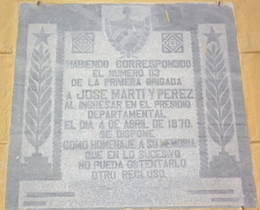 HABIENDO CORRESPONDIDO
EL NUMERO 113
DE LA PRIMERA BRIGADA
A JOSE MARTI Y PEREZ
AL INGRESAR EN EL PRESIDIO
DEPARTAMENTAL
EL DIA 4 DE ABRIL DE 1870,
SE DISPONE
COMO HOMENAJE A SU MEMORIA
QUE EN LO SUCESIVO
NO PUEDA OSTENTARLO
OTRO RECLUSO.